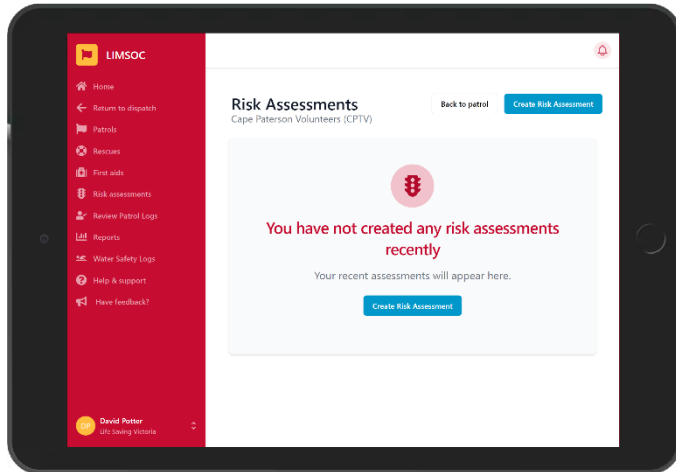 LIMSOC
Home
Return to dispatch
Patrols
Rescues
First aids
Risk assessments
Review Patrol Logs
Reports
Water Safety Logs
Help & support
Have feedback?
DP
David Potter
Life Saving Victoria
Risk Assessments
Cape Paterson Volunteers (CPTV)
Back to patrol
Create Risk Assessment
You have not created any risk assessments
recently
Your recent assessments will appear here.
Create Risk Assessment